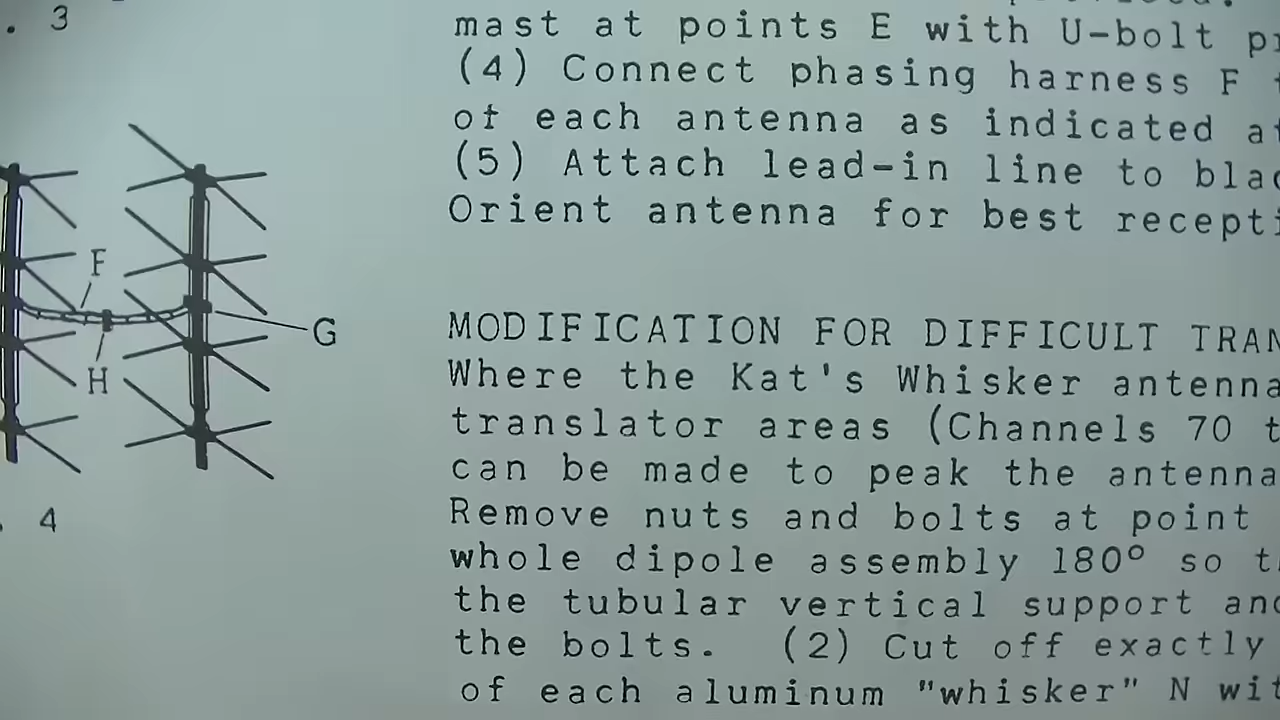 . 3
mast at points E with U-bolt
(4) Connect phasing harness F
of each antenna as indicated
(5) Attach lead-in line to
Orient antenna for best
F
G
H
MODIFICATION FOR DIFFICULT
Where the Kat's Whisker antenna
translator areas (Channels 70
can be made to peak the antenna
. 4
Remove nuts and bolts at point
whole dipole assembly 180° so
the tubular vertical support
the bolts. (2) Cut off exactly
of each aluminum "whisker" N